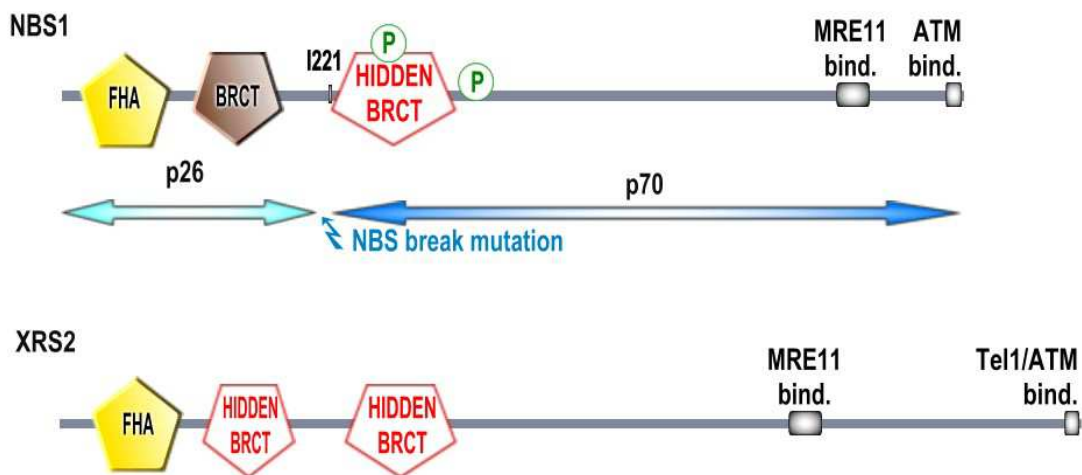 NBS1
MRE11
bind.
ATM
bind.
I221
P
HIDDEN
BRCT
P
FHA
BRCT
p26
p70
NBS break mutation
XRS2
MRE11
bind.
Tel1/ATM
bind.
FHA
HIDDEN
BRCT
HIDDEN
BRCT